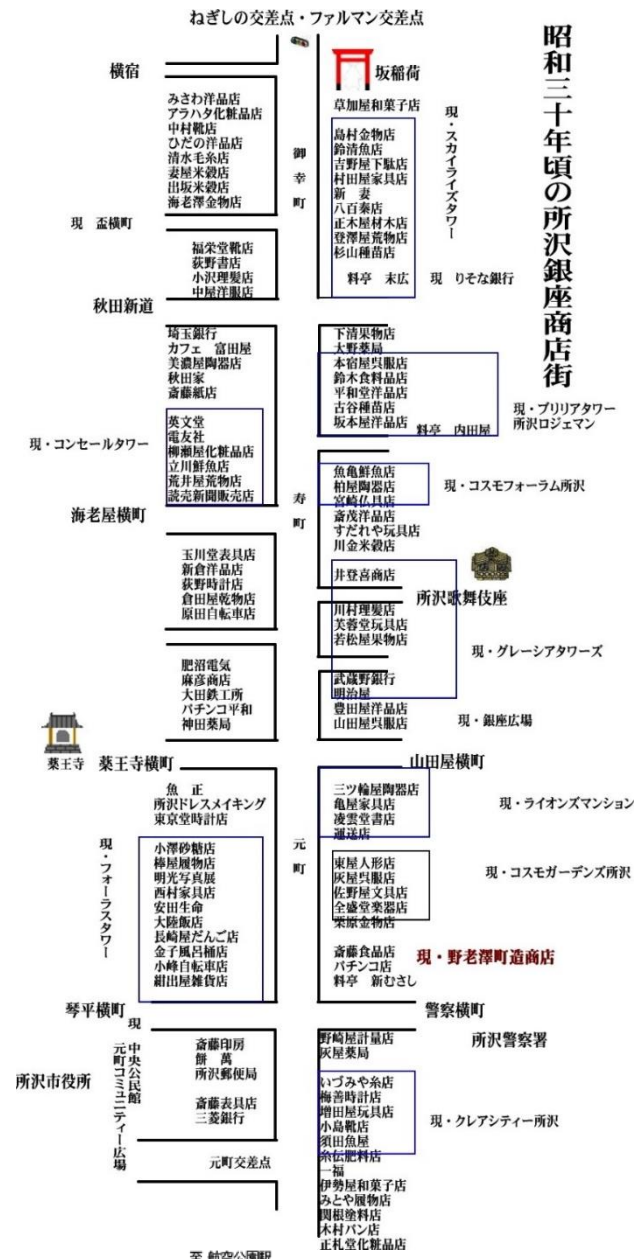 昭和三十年頃の所沢銀座商店街
ねぎしの交差点・ファルマン交差点
横宿
坂稲荷
御幸町
みさわ洋品店
アラハタ化粧品店
中村靴店
ひだの洋品店
清水毛糸店
妻屋米穀店
出坂米穀店
海老澤金物店
草加屋和菓子店
島村金物店
鈴清魚店
吉野屋下駄店
村田屋家具店
新 妻
八百泰店
正木屋材木店
登澤屋荒物店
杉山種苗店
料亭 末広
現・スカイライズタワー
現 りそな銀行
現 盃横町
福栄堂靴店
荻野書店
小沢理髪店
中屋洋服店
秋田新道
埼玉銀行
カフェ 富田屋
美濃屋陶器店
秋田家
斎藤紙店
英文堂
電友社
柳瀬屋化粧品店
立川鮮魚店
荒井屋荒物店
読売新聞販売店
現・コンセールタワー
下清果物店
大野薬局
本宿屋呉服店
鈴木食料品店
平和堂洋品店
古谷種苗店
坂本屋洋品店
料亭 内田屋
現・ブリリアタワー
所沢ロジェマン
海老屋横町
寿町
魚亀鮮魚店
柏屋陶器店
宮崎仏具店
斎茂洋品店
すだれや玩具店
川金米穀店
井登喜商店
現・コスモフォーラム所沢
所沢歌舞伎座
玉川堂表具店
新倉洋品店
荻野時計店
倉田屋乾物店
原田自転車店
川村理髪店
芙蓉堂玩具店
若松屋果物店
現・グレーシアタワーズ
肥沼電気
麻彦商店
大田鉄工所
パチンコ平和
神田薬局
武蔵野銀行
明治屋
豊田屋洋品店
山田屋呉服店
現・銀座広場
薬王寺
薬王寺横町
山田屋横町
元町
魚 正
所沢ドレスメイキング
東京堂時計店
小澤砂糖店
棒屋履物店
明光写真展
西村家具店
安田生命
大陸飯店
長崎屋だんご店
金子風呂桶店
小峰自転車店
紺出屋雑貨店
現・フォーラスタワー
三ツ輪屋陶器店
亀屋家具店
凌雲堂書店
運送店
現・ライオンズマンション
東屋人形店
灰屋呉服店
佐野屋文具店
全盛堂楽器店
栗原金物店
現・コスモガーデンズ所沢
斎藤食品店
パチンコ店
料亭 新むさし
現・野老澤町造商店
琴平横町
警察横町
現
中央公民館
元町コミュニティー広場
所沢市役所
斎藤印房
餅 萬
所沢郵便局
斎藤表具店
三菱銀行
元町交差点
野崎屋計量店
灰屋薬局
所沢警察署
いづみや糸店
梅善時計店
増田屋玩具店
小島靴店
須田魚屋
糸伝肥料店
一福
伊勢屋和菓子店
みとや履物店
関根塗料店
木村パン店
正札堂化粧品店
現・クレアシティー所沢
至 航空公園駅